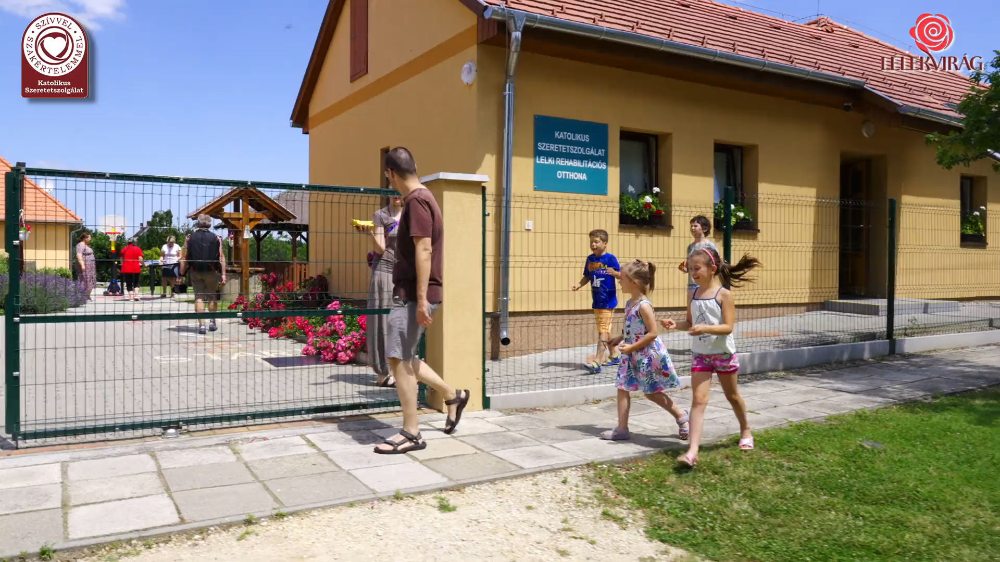 SZÍVVEL
SZAKÉRTELEMMEL
Katolikus
Szeretetszolgálat
LÉLEKVIRÁG
KATOLIKUS
SZERETETSZOLGÁLAT
LELKI REHABILITÁCIÓS
OTTHONA